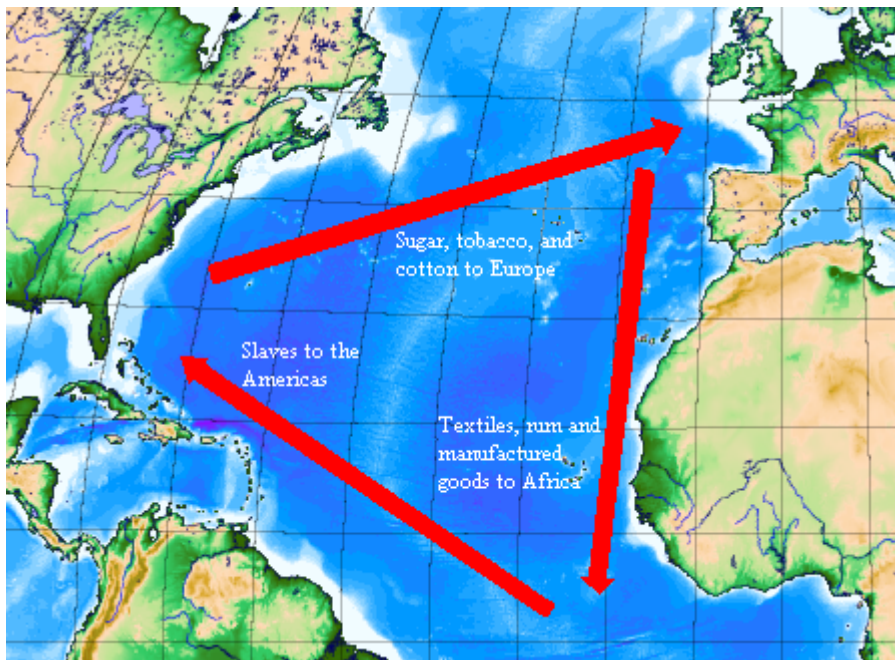 Sugar, tobacco, and
cotton to Europe
Slaves to the
Americas
Textiles, rum and
manufactured
goods to Africa